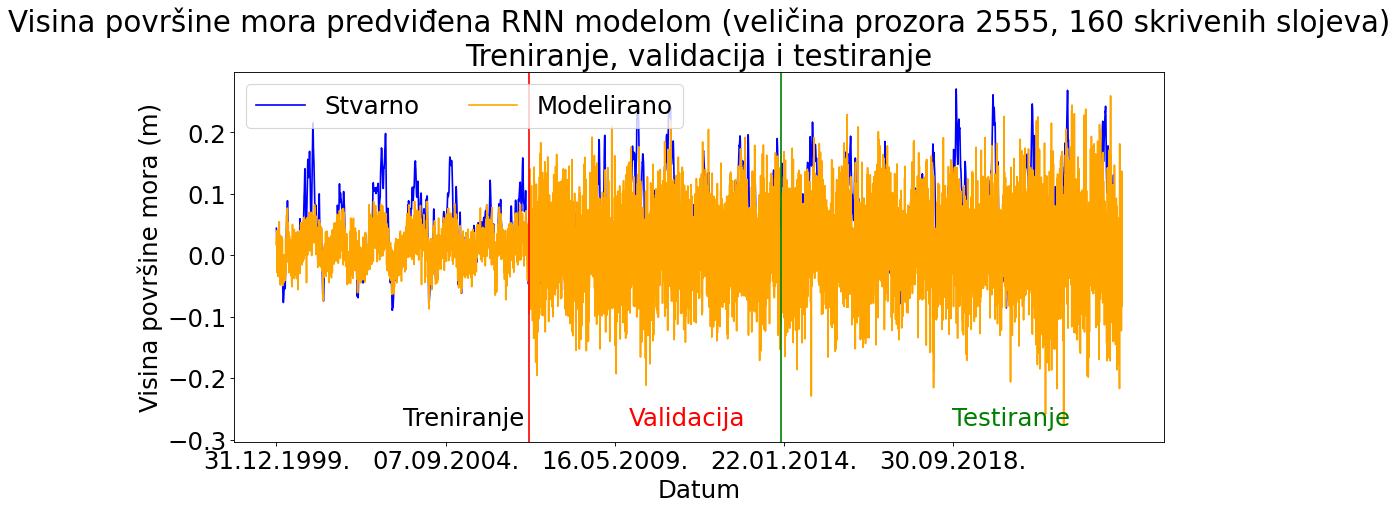 Visina površine mora predviđena RNN modelom (veličina prozora 2555, 160 skrivenih slojeva)
Treniranje, validacija i testiranje
Stvarno
Modelirano
Visina površine mora (m)
0.2
0.1
0.0
−0.1
−0.2
−0.3
Treniranje
Validacija
Testiranje
31.12.1999.
07.09.2004.
16.05.2009.
22.01.2014.
30.09.2018.
Datum